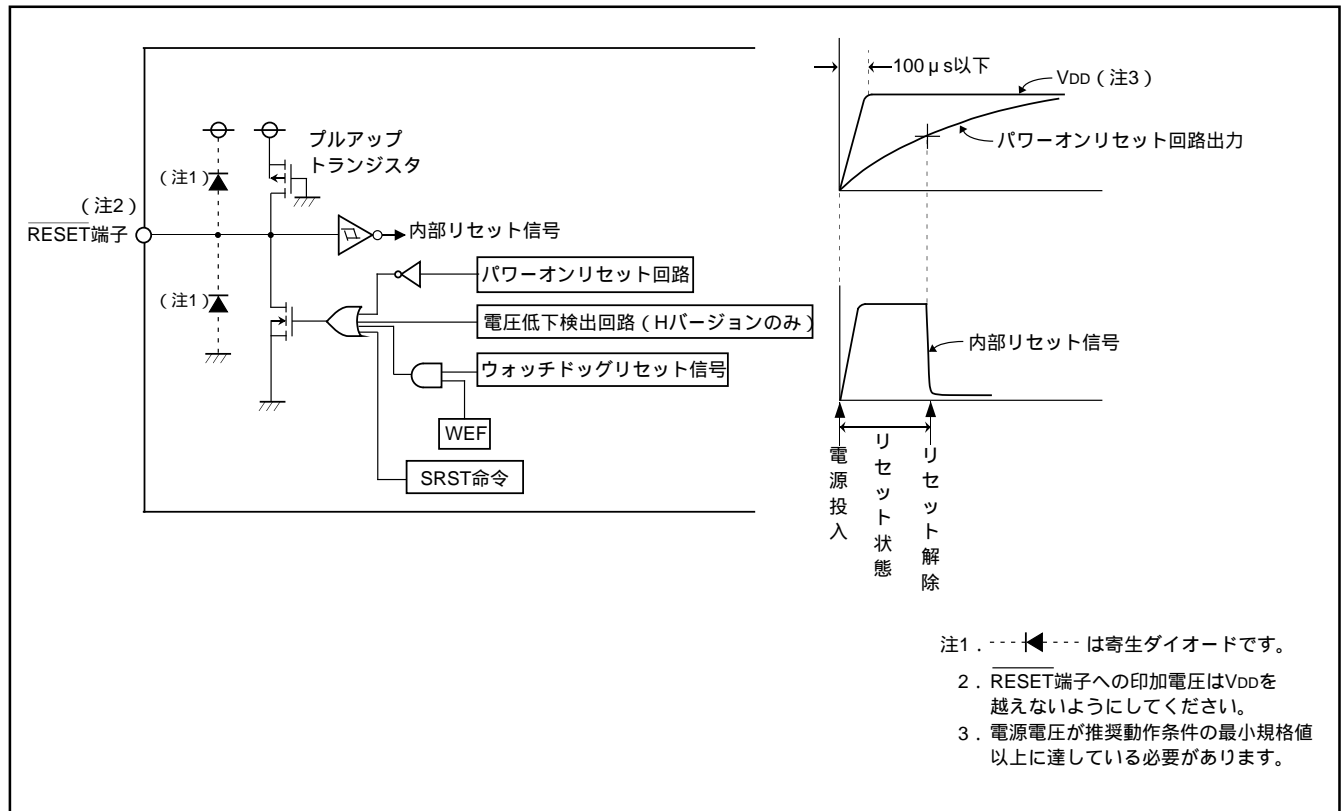 プルアップ
トランジスタ
（注1）
（注2）
RESET端子
内部リセット信号
（注1）
パワーオンリセット回路
電圧低下検出回路（Hバージョンのみ）
ウォッチドッグリセット信号
WEF
SRST命令
100μs以下
VDD（注3）
パワーオンリセット回路出力
内部リセット信号
電源投入
リセット状態
リセット解除
注1．は寄生ダイオードです。
2．RESET端子への印加電圧はVDDを
越えないようにしてください。
3．電源電圧が推奨動作条件の最小規格値
以上に達している必要があります。